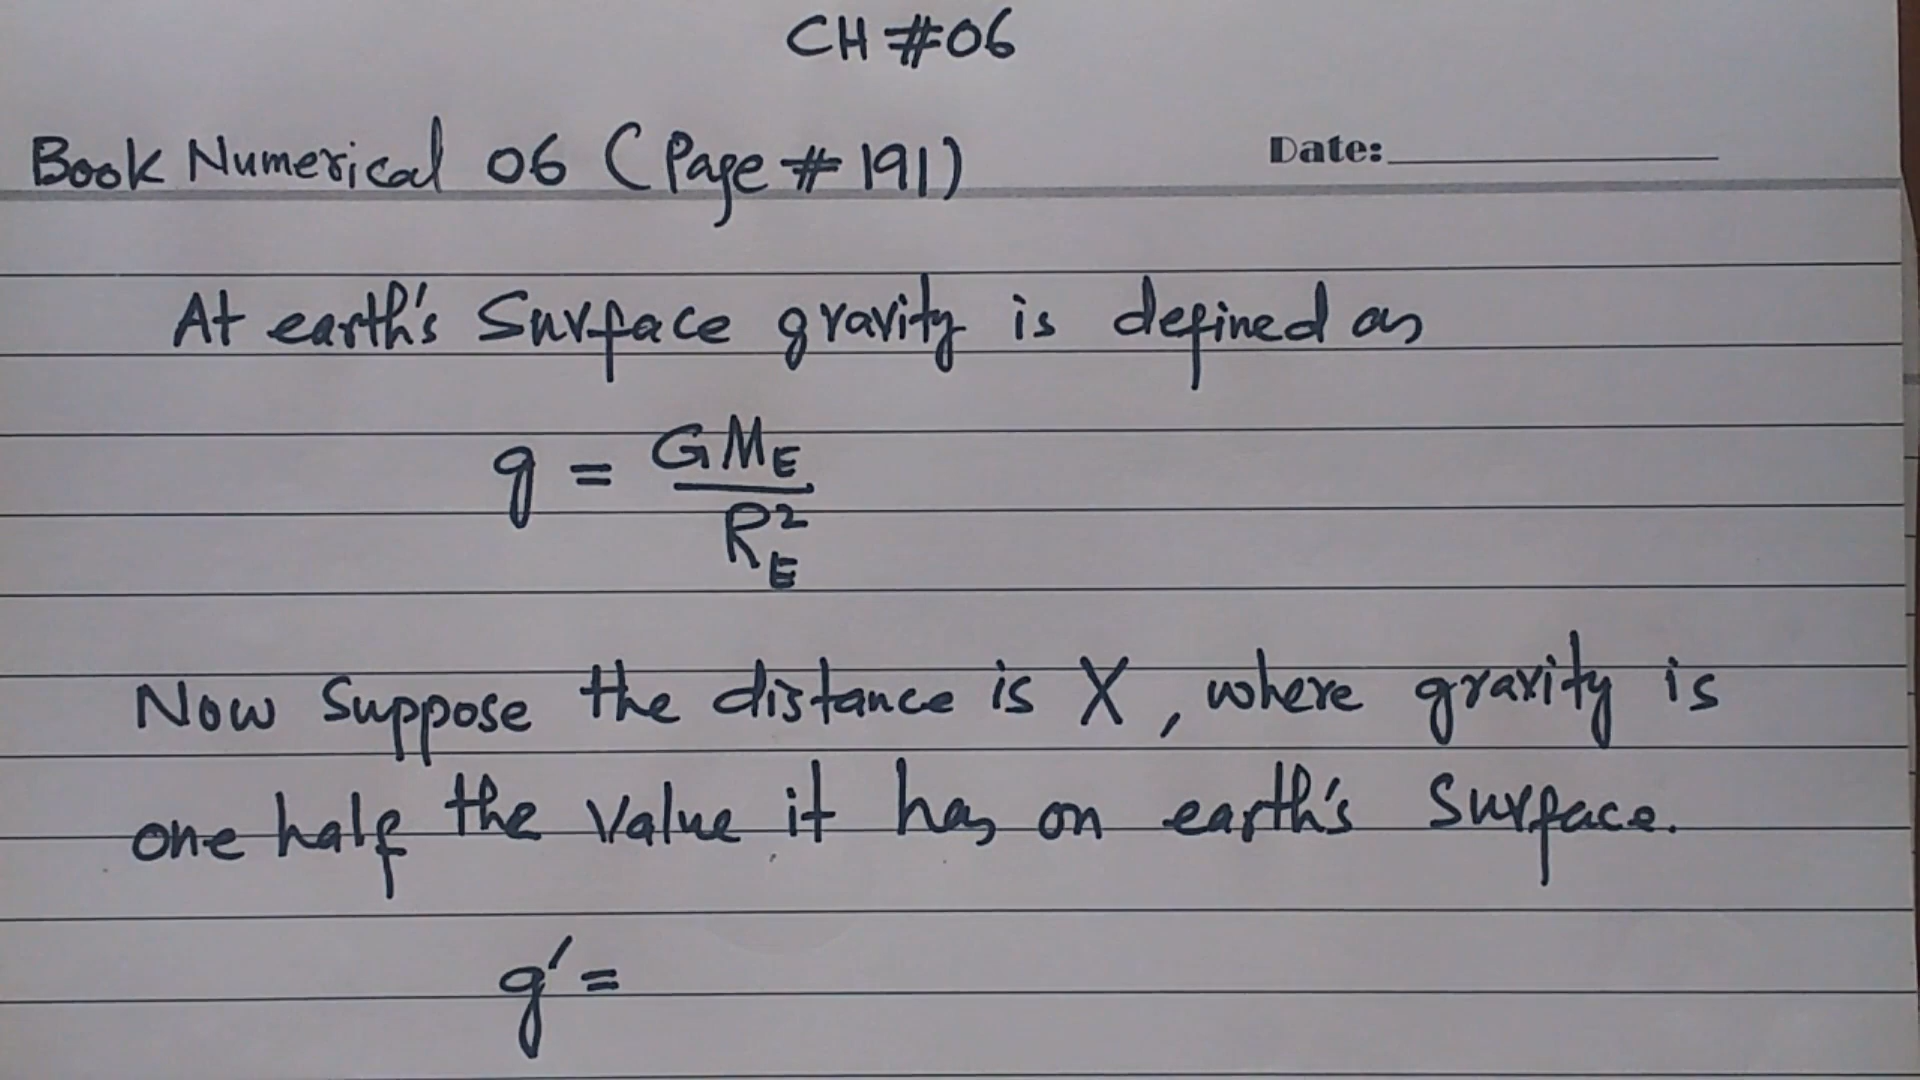 CH #06
Book Numerical 06 (Page # 191)
Date:
At earth's Surface gravity is defined as
g = GM_E / R_E^2
Now Suppose the distance is X, where gravity is
one half the Value it has on earth's Surface.
g' =